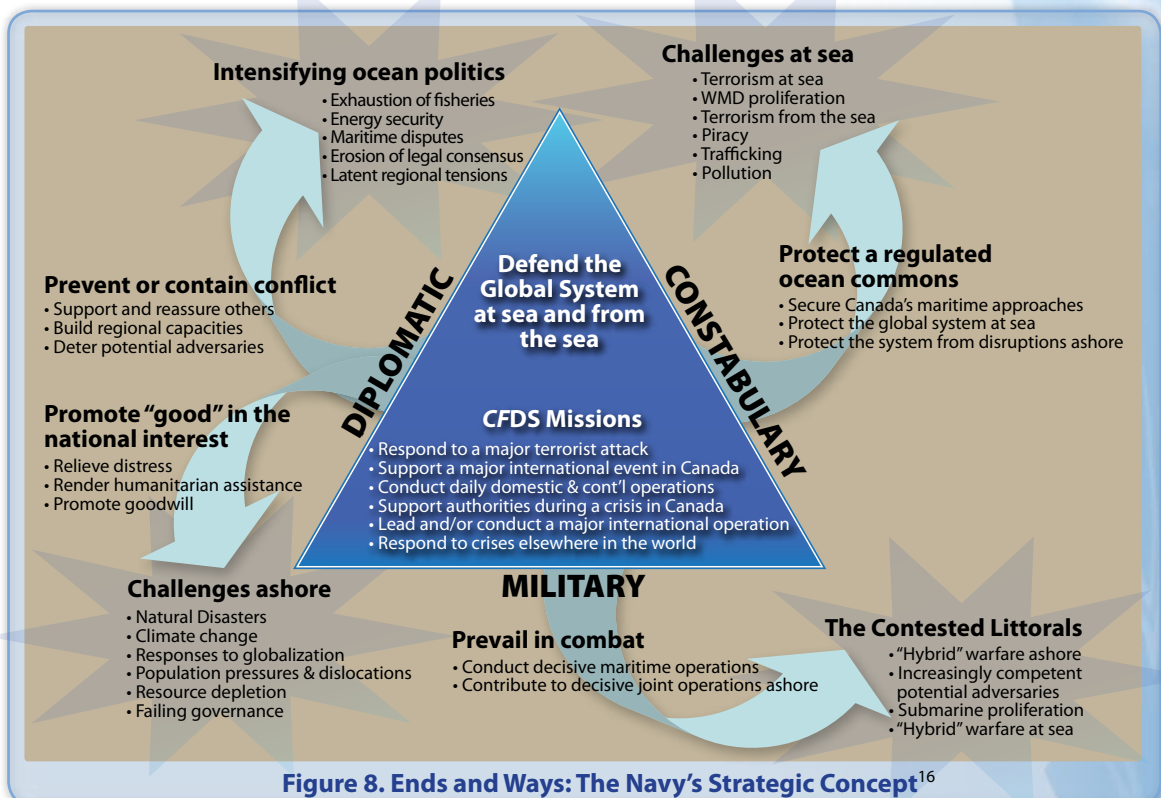 Intensifying ocean politics
• Exhaustion of fisheries
• Energy security
• Maritime disputes
• Erosion of legal consensus
• Latent regional tensions
Challenges at sea
• Terrorism at sea
• WMD proliferation
• Terrorism from the sea
• Piracy
• Trafficking
• Pollution
Prevent or contain conflict
• Support and reassure others
• Build regional capacities
• Deter potential adversaries
DIPLOMATIC
Defend the
Global System
at sea and from
the sea
CONSTABULARY
Protect a regulated
ocean commons
• Secure Canada's maritime approaches
• Protect the global system at sea
• Protect the system from disruptions ashore
Promote "good" in the
national interest
• Relieve distress
• Render humanitarian assistance
• Promote goodwill
CFDS Missions
• Respond to a major terrorist attack
• Support a major international event in Canada
• Conduct daily domestic & cont'l operations
• Support authorities during a crisis in Canada
• Lead and/or conduct a major international operation
• Respond to crises elsewhere in the world
MILITARY
Challenges ashore
• Natural Disasters
• Climate change
• Responses to globalization
• Population pressures & dislocations
• Resource depletion
• Failing governance
Prevail in combat
• Conduct decisive maritime operations
• Contribute to decisive joint operations ashore
The Contested Littorals
• "Hybrid" warfare ashore
• Increasingly competent
potential adversaries
• Submarine proliferation
• "Hybrid" warfare at sea
Figure 8. Ends and Ways: The Navy's Strategic Concept16